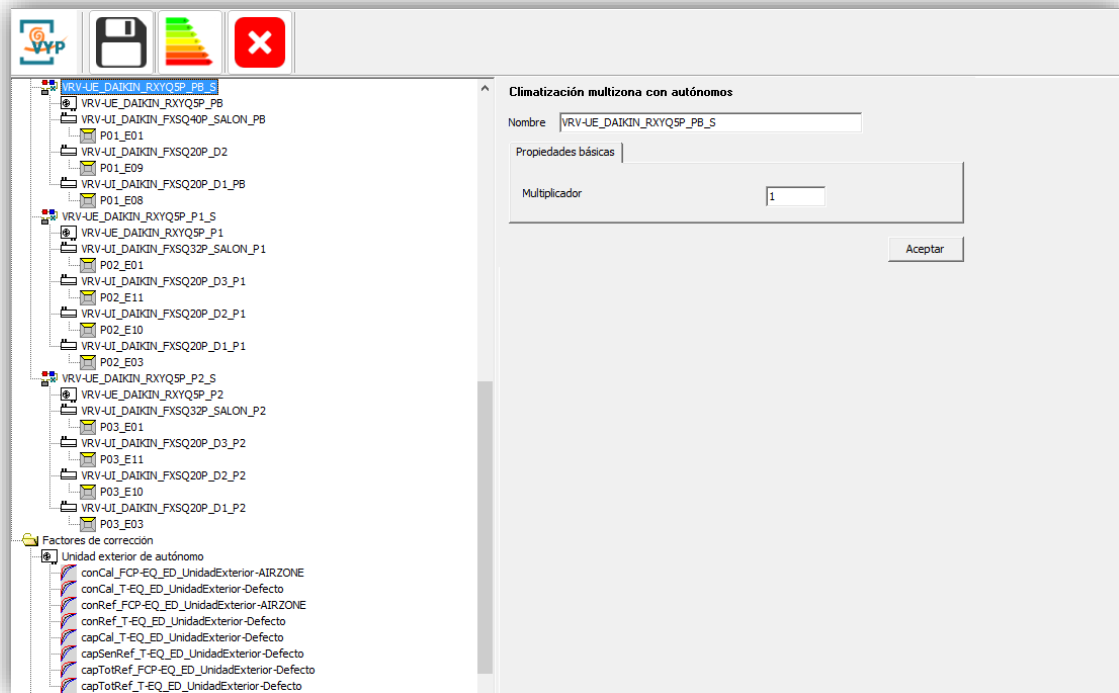 VYP
VRV-UE_DAIKIN_RXYQ5P_PB_S
VRV-UE_DAIKIN_RXYQ5P_PB
VRV-UI_DAIKIN_FXSQ40P_SALON_PB
P01_E01
VRV-UI_DAIKIN_FXSQ20P_D2
P01_E09
VRV-UI_DAIKIN_FXSQ20P_D1_PB
P01_E08
VRV-UE_DAIKIN_RXYQ5P_P1_S
VRV-UE_DAIKIN_RXYQ5P_P1
VRV-UI_DAIKIN_FXSQ32P_SALON_P1
P02_E01
VRV-UI_DAIKIN_FXSQ20P_D3_P1
P02_E11
VRV-UI_DAIKIN_FXSQ20P_D2_P1
P02_E10
VRV-UI_DAIKIN_FXSQ20P_D1_P1
P02_E03
VRV-UE_DAIKIN_RXYQ5P_P2_S
VRV-UE_DAIKIN_RXYQ5P_P2
VRV-UI_DAIKIN_FXSQ32P_SALON_P2
P03_E01
VRV-UI_DAIKIN_FXSQ20P_D3_P2
P03_E11
VRV-UI_DAIKIN_FXSQ20P_D2_P2
P03_E10
VRV-UI_DAIKIN_FXSQ20P_D1_P2
P03_E03
Factores de corrección
Unidad exterior de autónomo
conCal_FCP-EQ_ED_UnidadExterior-AIRZONE
conCal_T-EQ_ED_UnidadExterior-Defecto
conRef_FCP-EQ_ED_UnidadExterior-AIRZONE
conRef_T-EQ_ED_UnidadExterior-Defecto
capCal_T-EQ_ED_UnidadExterior-Defecto
capSenRef_T-EQ_ED_UnidadExterior-Defecto
capTotRef_FCP-EQ_ED_UnidadExterior-Defecto
capTotRef_T-EQ_ED_UnidadExterior-Defecto
Climatización multizona con autónomos
Nombre VRV-UE_DAIKIN_RXYQ5P_PB_S
Propiedades básicas
Multiplicador 1
Aceptar